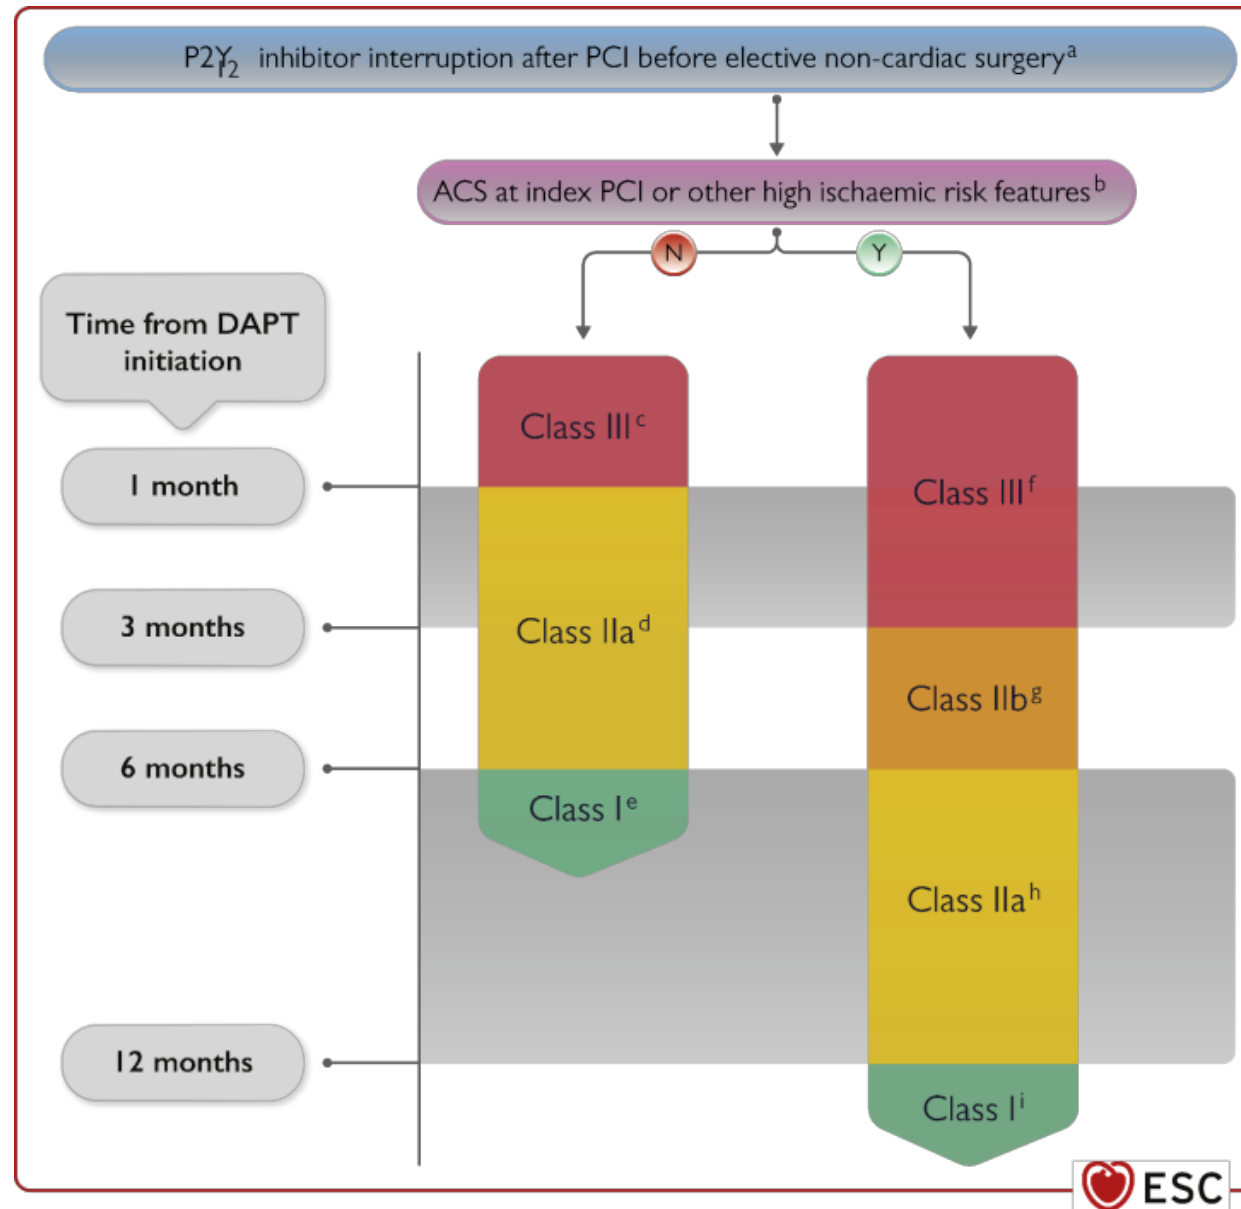 P2Y12 inhibitor interruption after PCI before elective non-cardiac surgery^a
ACS at index PCI or other high ischaemic risk features^b
N
Y
Time from DAPT
initiation
1 month
3 months
6 months
12 months
Class III^c
Class IIa^d
Class I^e
Class III^f
Class IIb^g
Class IIa^h
Class I^i
ESC